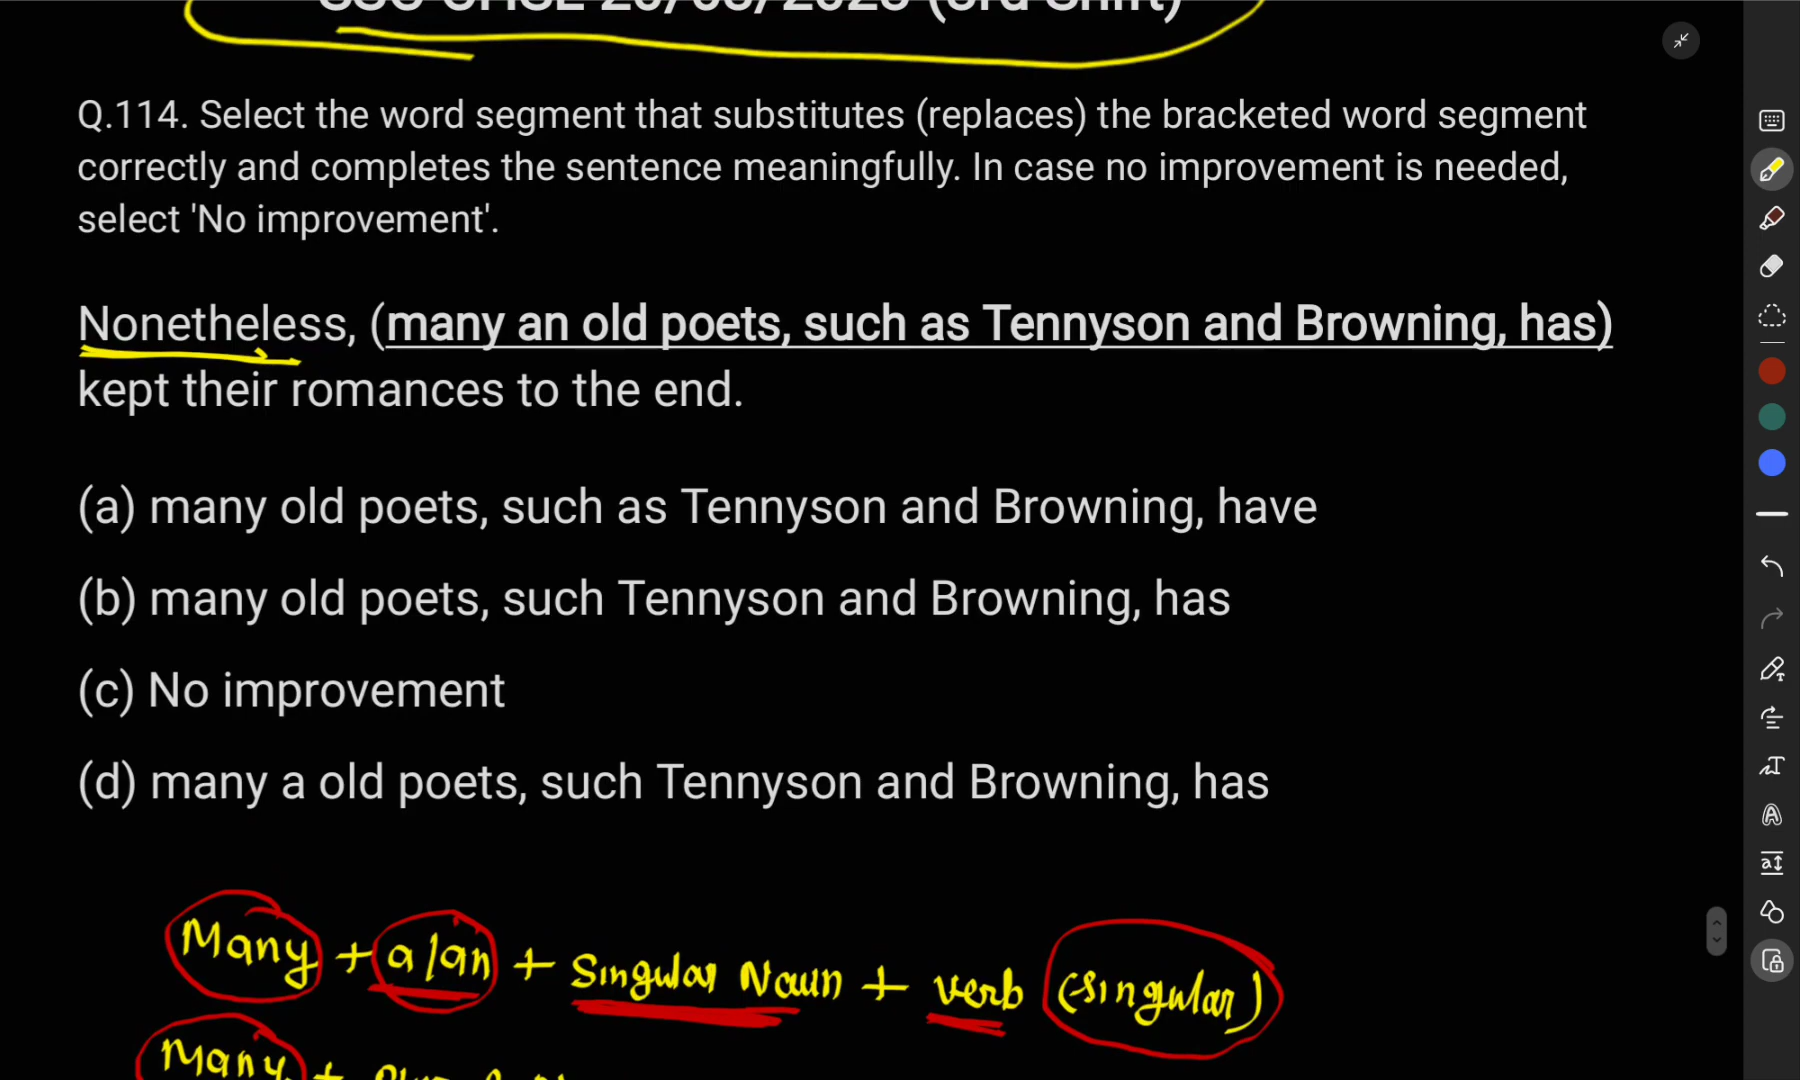 Q.114. Select the word segment that substitutes (replaces) the bracketed word segment
correctly and completes the sentence meaningfully. In case no improvement is needed,
select 'No improvement'.
Nonetheless, (many an old poets, such as Tennyson and Browning, has)
kept their romances to the end.
(a) many old poets, such as Tennyson and Browning, have
(b) many old poets, such Tennyson and Browning, has
(c) No improvement
(d) many a old poets, such Tennyson and Browning, has
Many + a/an + Singular Noun + verb (singular)
Many +